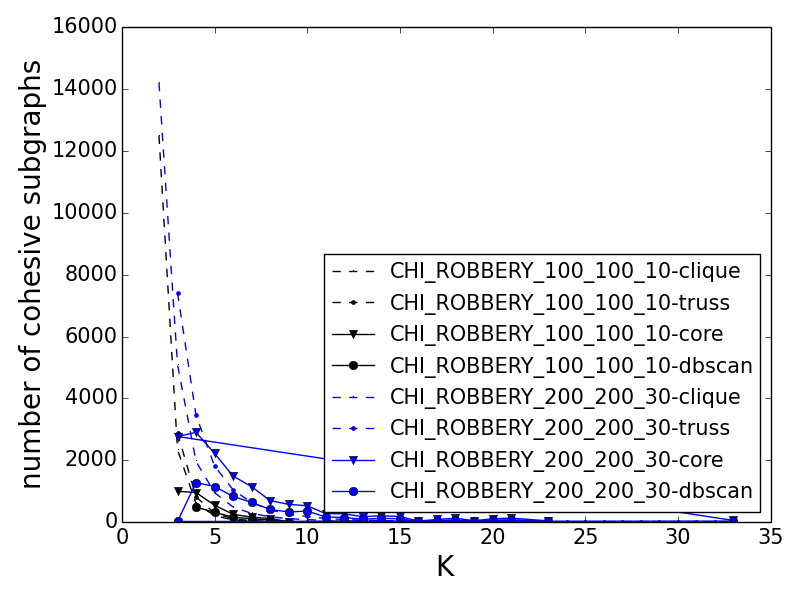 16000
14000
12000
10000
8000
6000
4000
2000
0
number of cohesive subgraphs
CHI_ROBBERY_100_100_10-clique
CHI_ROBBERY_100_100_10-truss
CHI_ROBBERY_100_100_10-core
CHI_ROBBERY_100_100_10-dbscan
CHI_ROBBERY_200_200_30-clique
CHI_ROBBERY_200_200_30-truss
CHI_ROBBERY_200_200_30-core
CHI_ROBBERY_200_200_30-dbscan
0 5 10 15 20 25 30 35
K